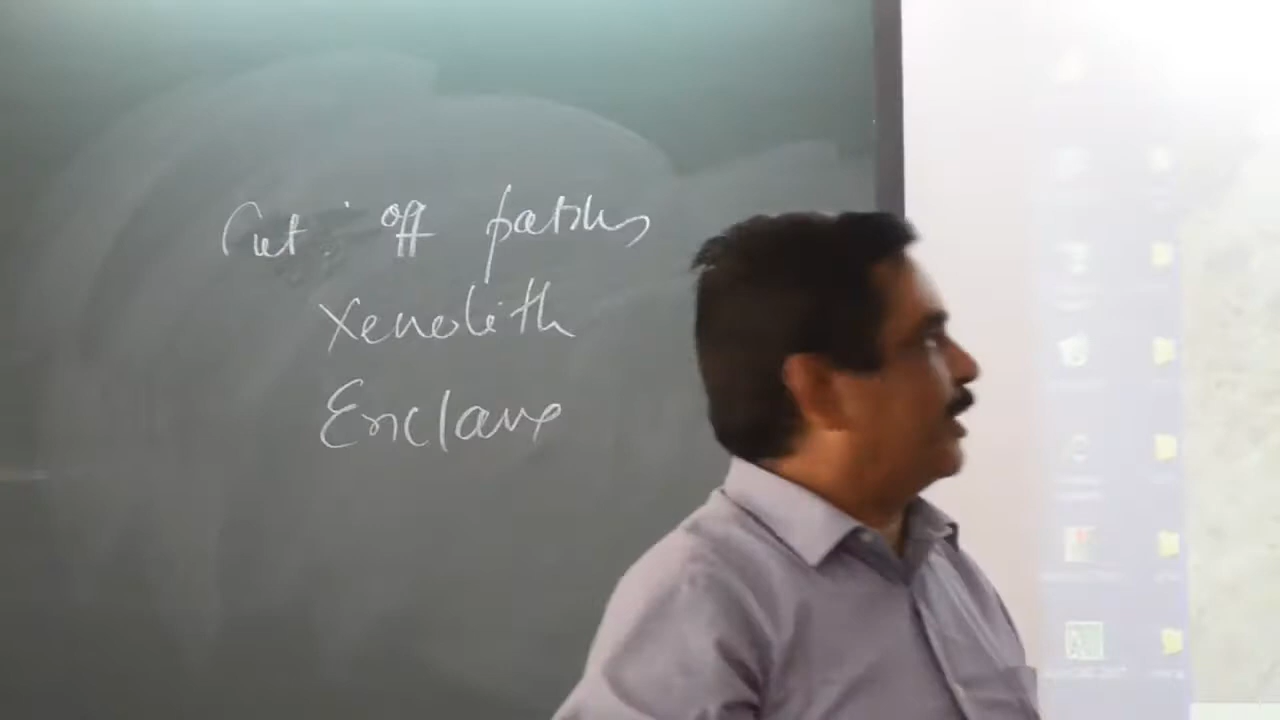 Cut off patches
Xenolith
Enclave